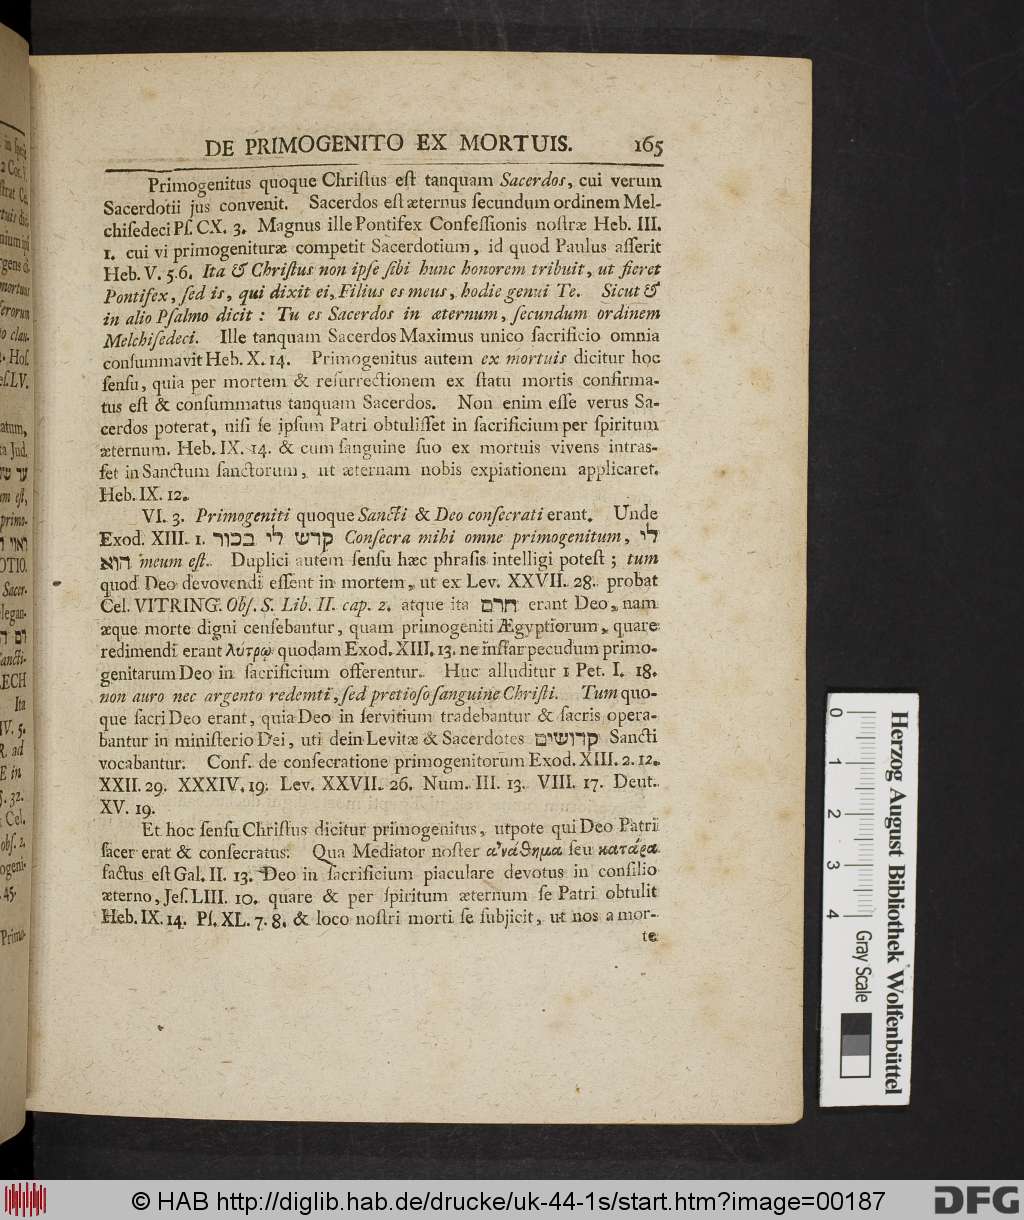 DE PRIMOGENITO EX MORTUIS. 165
Primogenitus quoque Chriſtus eſt tanquam Sacerdos, cui verum
Sacerdotii jus convenit. Sacerdos eſt æternus ſecundum ordinem Mel-
chiſedeci Pſ. CX. 3. Magnus ille Pontifex Confeſſionis noſtræ Heb. III.
1. cui vi primogenituræ competit Sacerdotium, id quod Paulus aſſerit
Heb. V. 5.6. Ita & Chriſtus non ipſe ſibi hunc honorem tribuit, ut fieret
Pontifex, ſed is, qui dixit ei, Filius es meus, hodie genui Te. Sicut &
in alio Pſalmo dicit : Tu es Sacerdos in æternum, ſecundum ordinem
Melchiſedeci. Ille tanquam Sacerdos Maximus unico ſacrificio omnia
conſummavit Heb. X. 14. Primogenitus autem ex mortuis dicitur hoc
ſenſu, quia per mortem & reſurrectionem ex ſtatu mortis confirma-
tus eſt & conſummatus tanquam Sacerdos. Non enim eſſe verus Sa-
cerdos poterat, niſi ſe ipſum Patri obtuliſſet in ſacrificium per ſpiritum
æternum. Heb. IX. 14. & cum ſanguine ſuo ex mortuis vivens intraſ-
ſet in Sanctum ſanctorum, ut æternam nobis expiationem applicaret.
Heb. IX. 12.
VI. 3. Primogeniti quoque Sancti & Deo conſecrati erant. Unde
Exod. XIII. 1. קדש לי בכור Conſecra mihi omne primogenitum, לי
הוא meum eſt. Duplici autem ſenſu hæc phraſis intelligi poteſt ; tum
quod Deo devovendi eſſent in mortem, ut ex Lev. XXVII. 28. probat
Cel. VITRING. Obſ. S. Lib. II. cap. 2. atque ita חרם erant Deo, nam
æque morte digni cenſebantur, quam primogeniti Ægyptiorum, quare
redimendi erant λύτρῳ quodam Exod. XIII. 13. ne inſtar pecudum primo-
genitarum Deo in ſacrificium offerentur. Huc alluditur 1 Pet. I. 18.
non auro nec argento redemti, ſed pretioſo ſanguine Chriſti. Tum quo-
que ſacri Deo erant, quia Deo in ſervitium tradebantur & ſacris opera-
bantur in miniſterio Dei, uti dein Levitæ & Sacerdotes קדושים Sancti
vocabantur. Conf. de conſecratione primogenitorum Exod. XIII. 2. 12.
XXII. 29. XXXIV. 19. Lev. XXVII. 26. Num. III. 13. VIII. 17. Deut.
XV. 19.
Et hoc ſenſu Chriſtus dicitur primogenitus, utpote qui Deo Patri
ſacer erat & conſecratus. Qua Mediator noſter ἀνάθημα ſeu κατάρα
factus eſt Gal. II. 13. Deo in ſacrificium piaculare devotus in conſilio
æterno, Jeſ. LIII. 10. quare & per ſpiritum æternum ſe Patri obtulit
Heb. IX. 14. Pſ. XL. 7. 8. & loco noſtri morti ſe ſubjicit, ut nos a mor-
te
0 1 2 3 4
Gray Scale
Herzog August Bibliothek Wolfenbüttel
© HAB http://diglib.hab.de/drucke/uk-44-1s/start.htm?image=00187
DFG